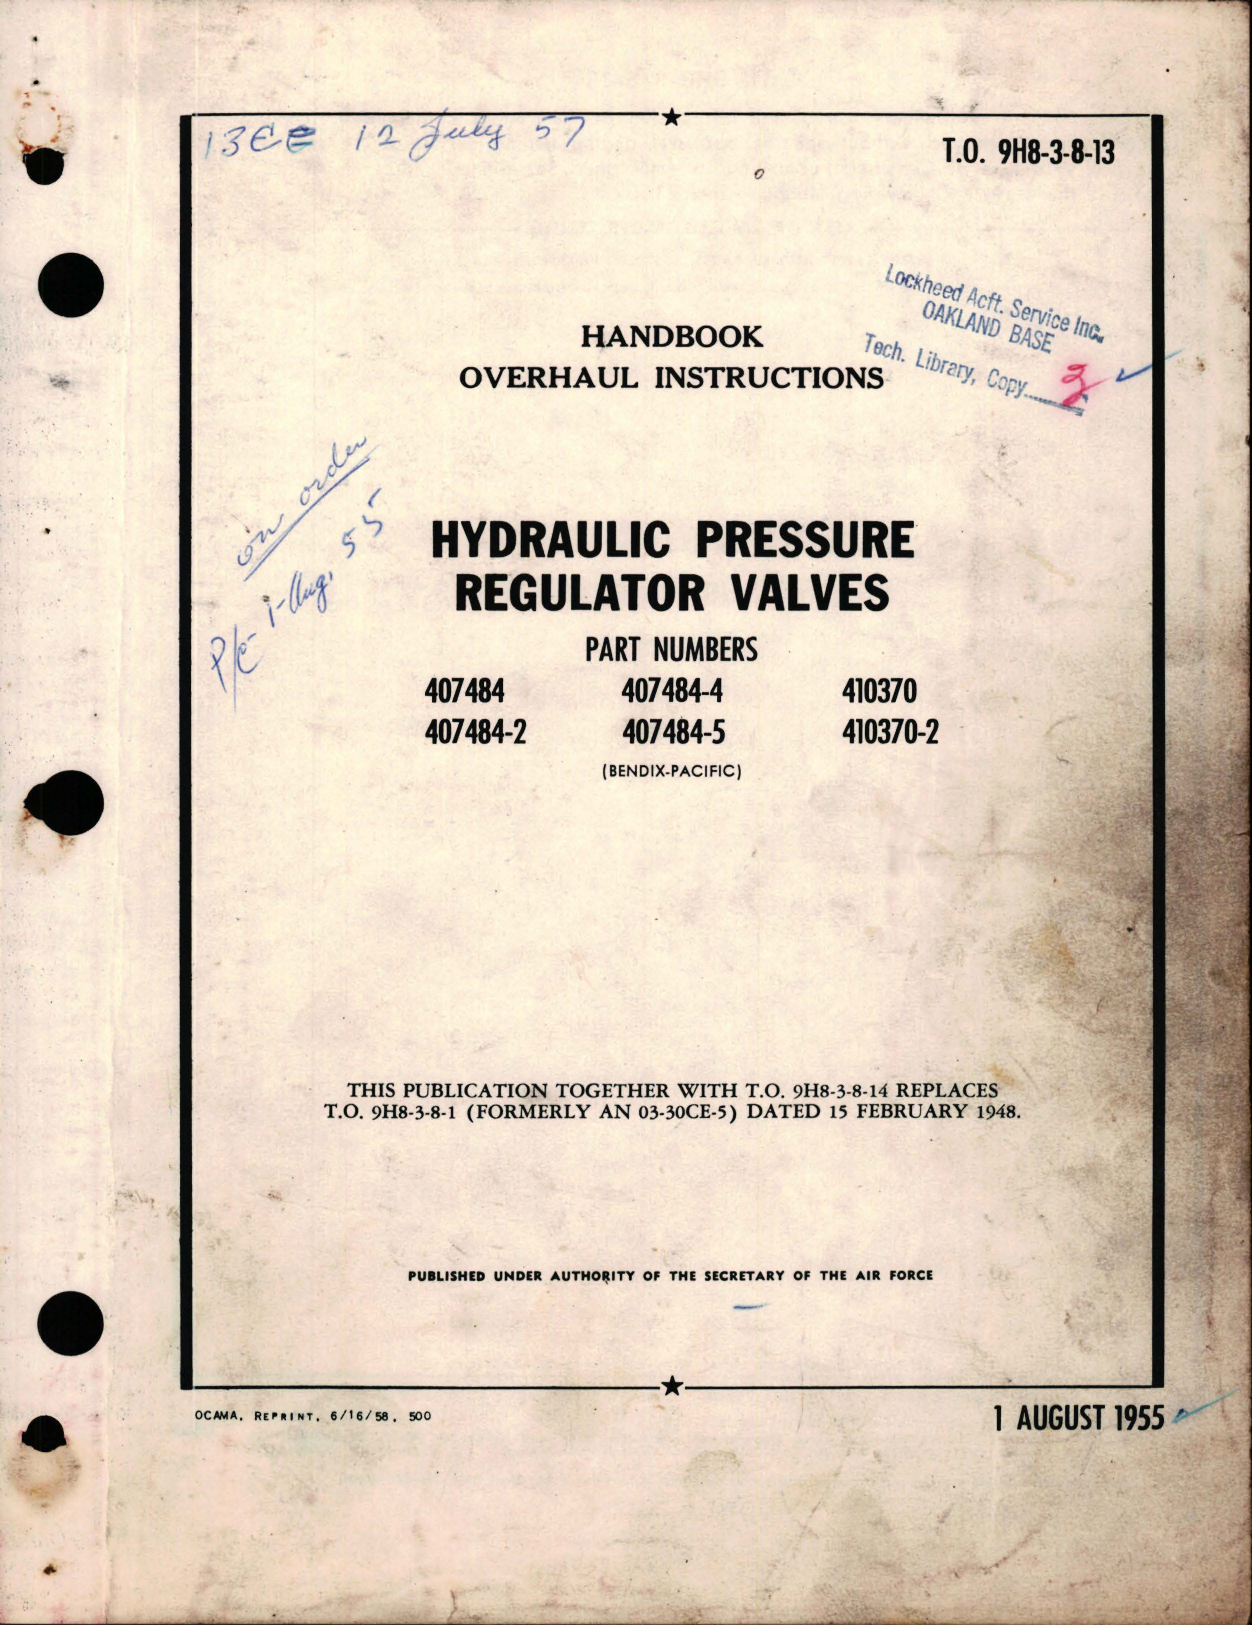 13CE 12 July 57
T.O. 9H8-3-8-13
Lockheed Acft. Service Inc.
OAKLAND BASE
Tech. Library, Copy 2
HANDBOOK
OVERHAUL INSTRUCTIONS
on order
P/C- 1-Aug, 55
HYDRAULIC PRESSURE
REGULATOR VALVES
PART NUMBERS
407484 407484-4 410370
407484-2 407484-5 410370-2
(BENDIX-PACIFIC)
THIS PUBLICATION TOGETHER WITH T.O. 9H8-3-8-14 REPLACES
T.O. 9H8-3-8-1 (FORMERLY AN 03-30CE-5) DATED 15 FEBRUARY 1948.
PUBLISHED UNDER AUTHORITY OF THE SECRETARY OF THE AIR FORCE
OCAMA, REPRINT, 6/16/58, 500
1 AUGUST 1955